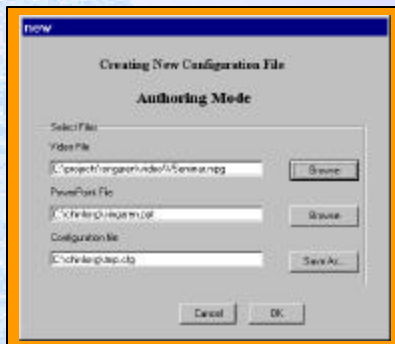 new
Creating New Configuration File
Authoring Mode
Select Files
Video File
Browse
PowerPoint File
Browse
Configuration file
Save As...
Cancel OK